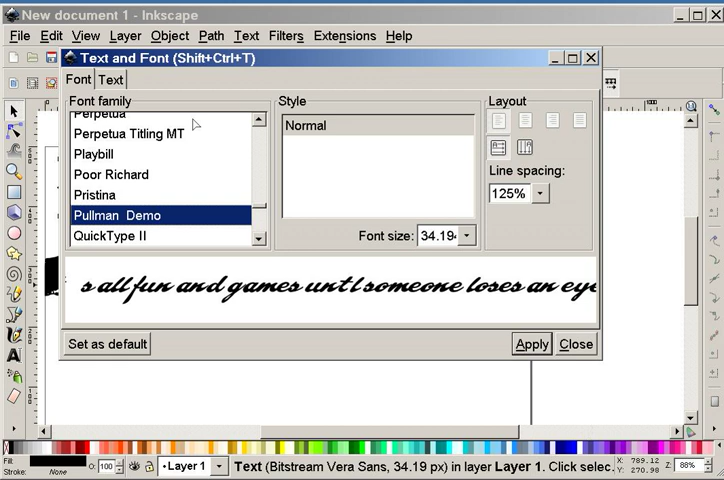 New document 1 - Inkscape
File Edit View Layer Object Path Text Filters Extensions Help
Text and Font (Shift+Ctrl+T)
Font Text
Font family
Perpetua
Perpetua Titling MT
Playbill
Poor Richard
Pristina
Pullman Demo
QuickType II
Style
Normal
Font size: 34.19
Layout
Line spacing:
125%
s all fun and games untl someone loses an eye
Set as default
Apply
Close
Fill:
Stroke: None
O: 100
•Layer 1
Text (Bitstream Vera Sans, 34.19 px) in layer Layer 1. Click selec.
X: 789.12
Y: 270.98
Z: 88%